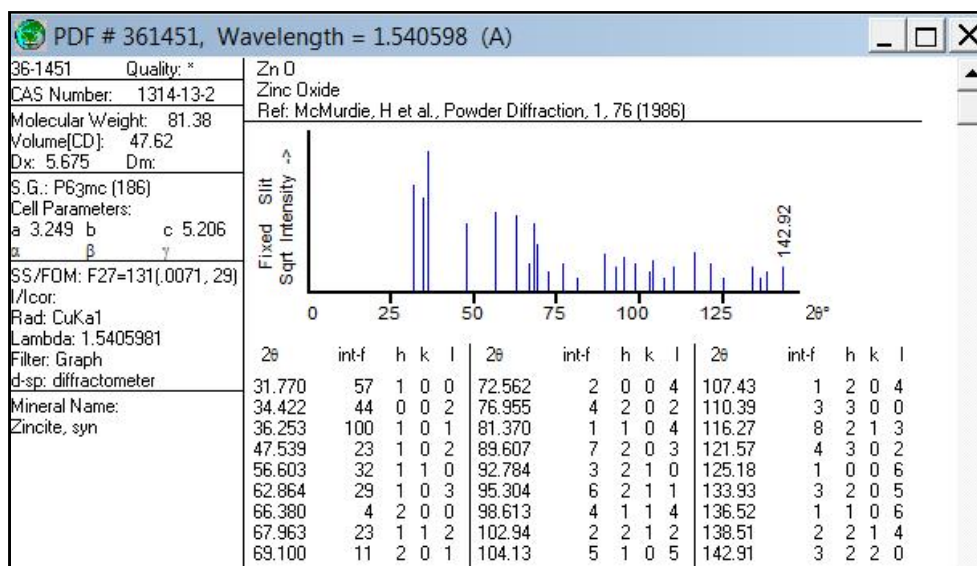 PDF # 361451, Wavelength = 1.540598 (A)
36-1451 Quality: *
CAS Number: 1314-13-2
Molecular Weight: 81.38
Volume[CD]: 47.62
Dx: 5.675 Dm:
S.G.: P63mc (186)
Cell Parameters:
a 3.249 b c 5.206
α β γ
SS/FOM: F27=131(.0071, 29)
I/Icor:
Rad: CuKa1
Lambda: 1.5405981
Filter: Graph
d-sp: diffractometer
Mineral Name:
Zincite, syn
Zn O
Zinc Oxide
Ref: McMurdie, H et al., Powder Diffraction, 1, 76 (1986)
Fixed Slit
Sqrt Intensity ->
142.92
0 25 50 75 100 125 2θ°
2θ int-f h k l 2θ int-f h k l 2θ int-f h k l
31.770 57 1 0 0 72.562 2 0 0 4 107.43 1 2 0 4
34.422 44 0 0 2 76.955 4 2 0 2 110.39 3 3 0 0
36.253 100 1 0 1 81.370 1 1 0 4 116.27 8 2 1 3
47.539 23 1 0 2 89.607 7 2 0 3 121.57 4 3 0 2
56.603 32 1 1 0 92.784 3 2 1 0 125.18 1 0 0 6
62.864 29 1 0 3 95.304 6 2 1 1 133.93 3 2 0 5
66.380 4 2 0 0 98.613 4 1 1 4 136.52 1 1 0 6
67.963 23 1 1 2 102.94 2 2 1 2 138.51 2 2 1 4
69.100 11 2 0 1 104.13 5 1 0 5 142.91 3 2 2 0